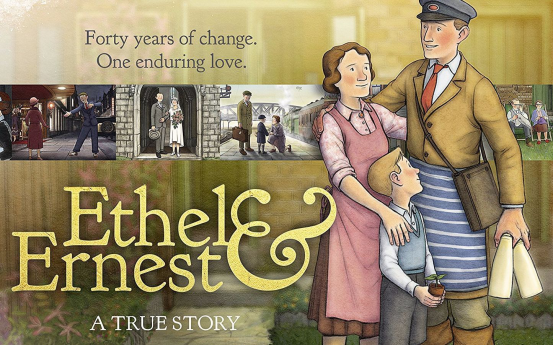 Forty years of change.
One enduring love.
Ethel &
Ernest
A TRUE STORY